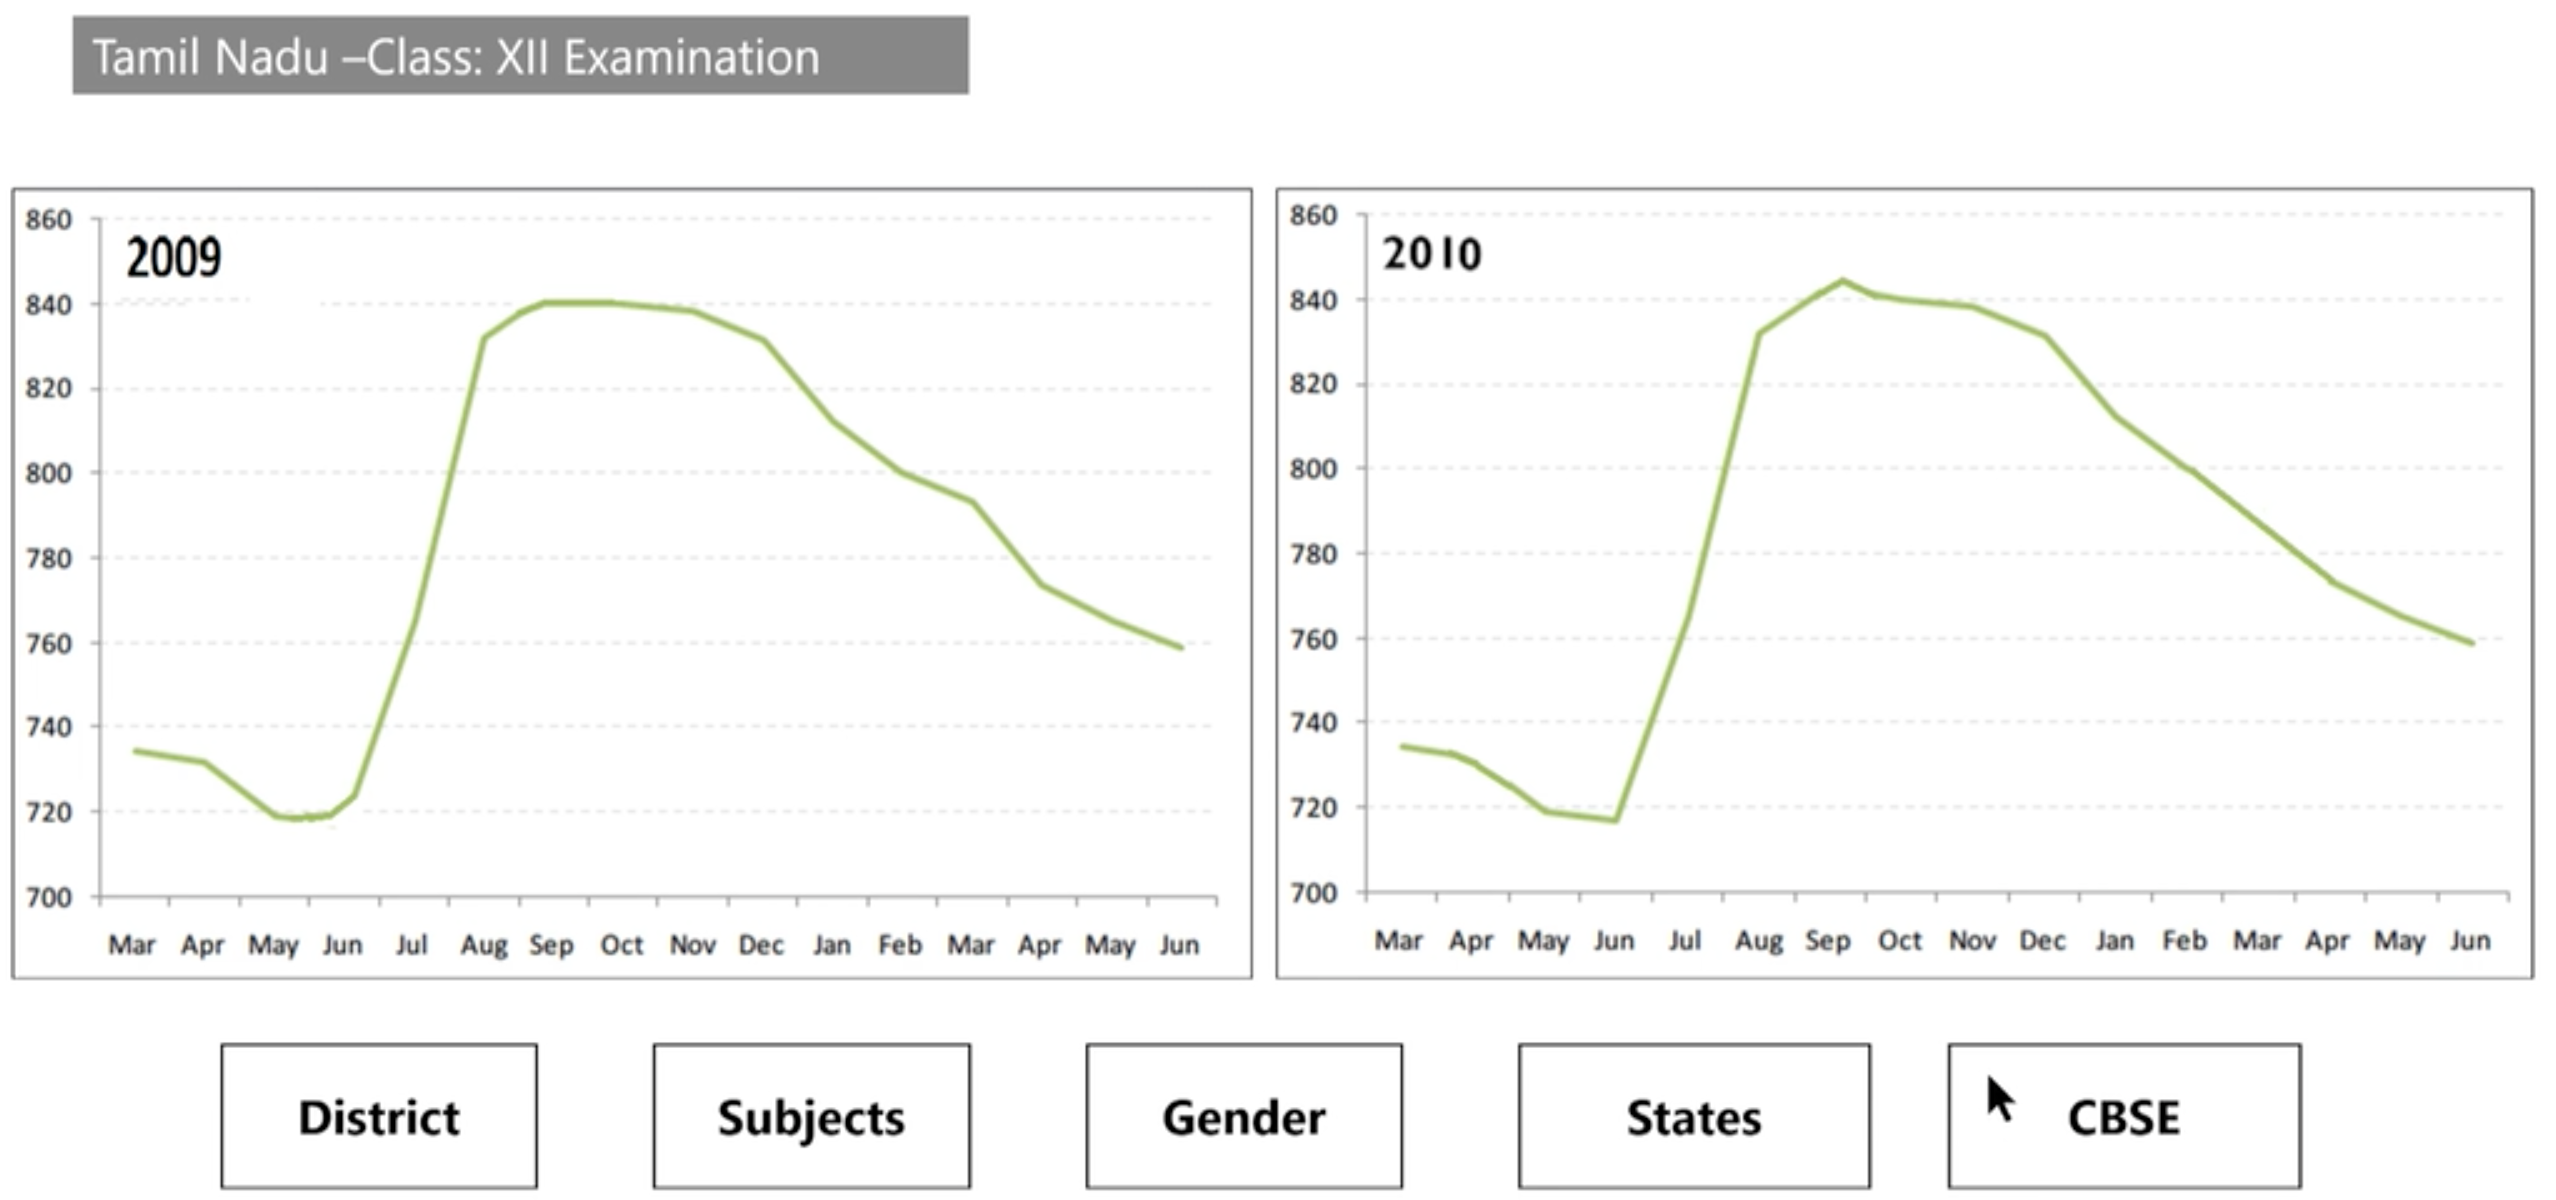 Tamil Nadu –Class: XII Examination
2009
860
840
820
800
780
760
740
720
700
Mar Apr May Jun Jul Aug Sep Oct Nov Dec Jan Feb Mar Apr May Jun
2010
860
840
820
800
780
760
740
720
700
Mar Apr May Jun Jul Aug Sep Oct Nov Dec Jan Feb Mar Apr May Jun
District
Subjects
Gender
States
CBSE